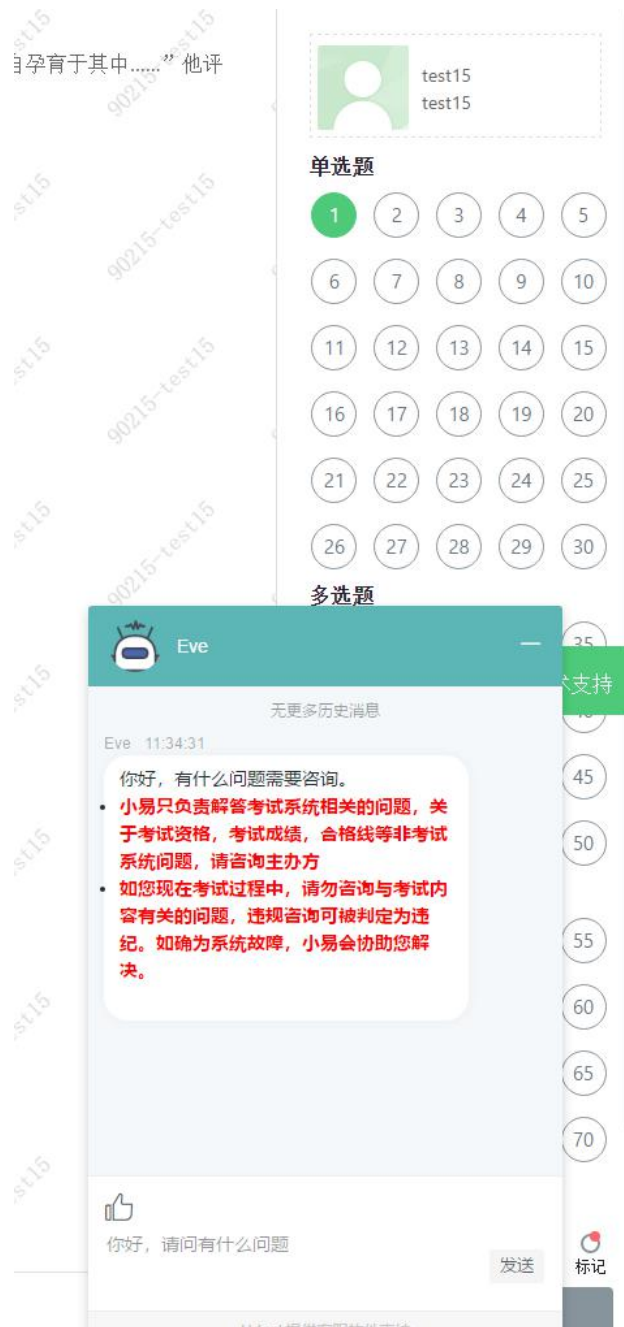 自孕育于其中……”他评
test15
test15
单选题
1 2 3 4 5
6 7 8 9 10
11 12 13 14 15
16 17 18 19 20
21 22 23 24 25
26 27 28 29 30
多选题
35
Eve
术支持
无更多历史消息
Eve 11:34:31
你好，有什么问题需要咨询。
小易只负责解答考试系统相关的问题，关
于考试资格，考试成绩，合格线等非考试
系统问题，请咨询主办方
45
如您现在考试过程中，请勿咨询与考试内
容有关的问题，违规咨询可被判定为违
纪。如确为系统故障，小易会协助您解
决。
50
55
60
65
70
你好，请问有什么问题
发送
标记
90215-test15
90215-test15
90215-test15
90215-test15